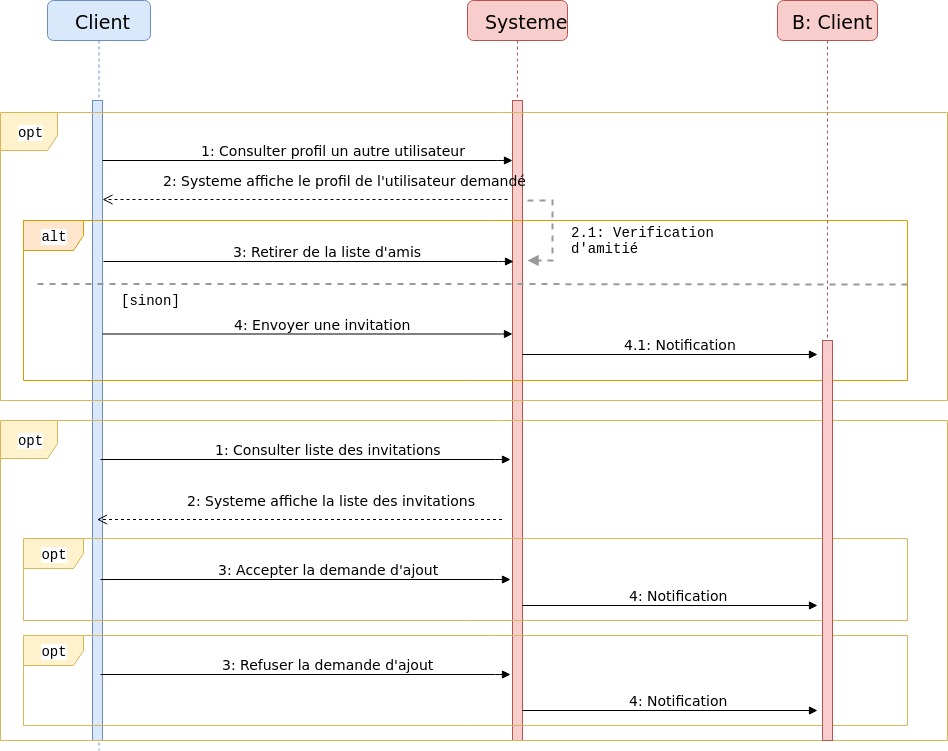 Client
Systeme
B: Client
opt
1: Consulter profil un autre utilisateur
2: Systeme affiche le profil de l'utilisateur demandé
alt
2.1: Verification
d'amitié
3: Retirer de la liste d'amis
[sinon]
4: Envoyer une invitation
4.1: Notification
opt
1: Consulter liste des invitations
2: Systeme affiche la liste des invitations
opt
3: Accepter la demande d'ajout
4: Notification
opt
3: Refuser la demande d'ajout
4: Notification